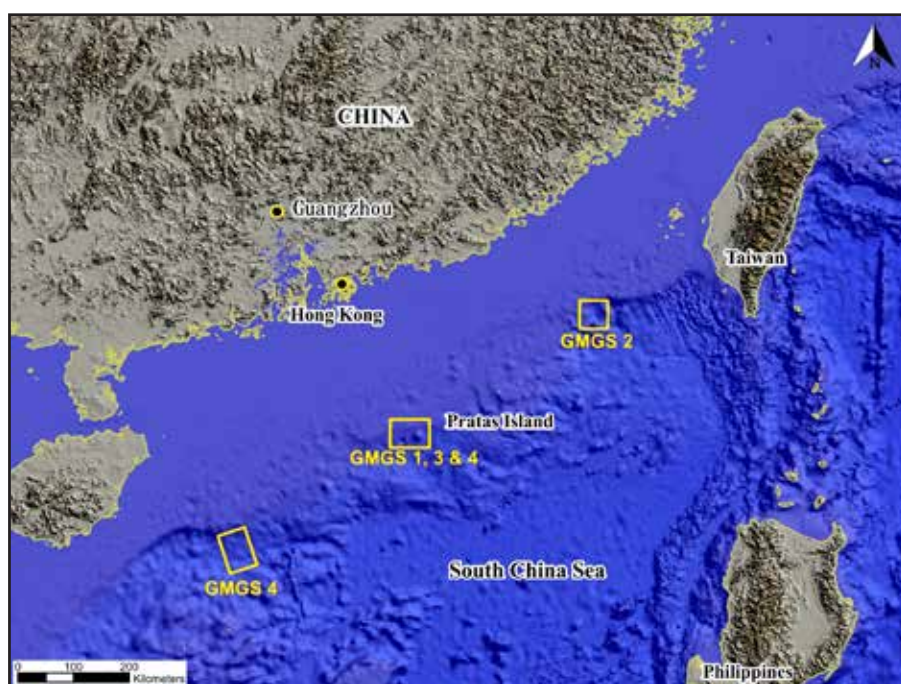 N
CHINA
Guangzhou
Taiwan
Hong Kong
GMGS 2
Pratas Island
GMGS 1, 3 & 4
South China Sea
GMGS 4
0 100 200
Kilometers
Philippines